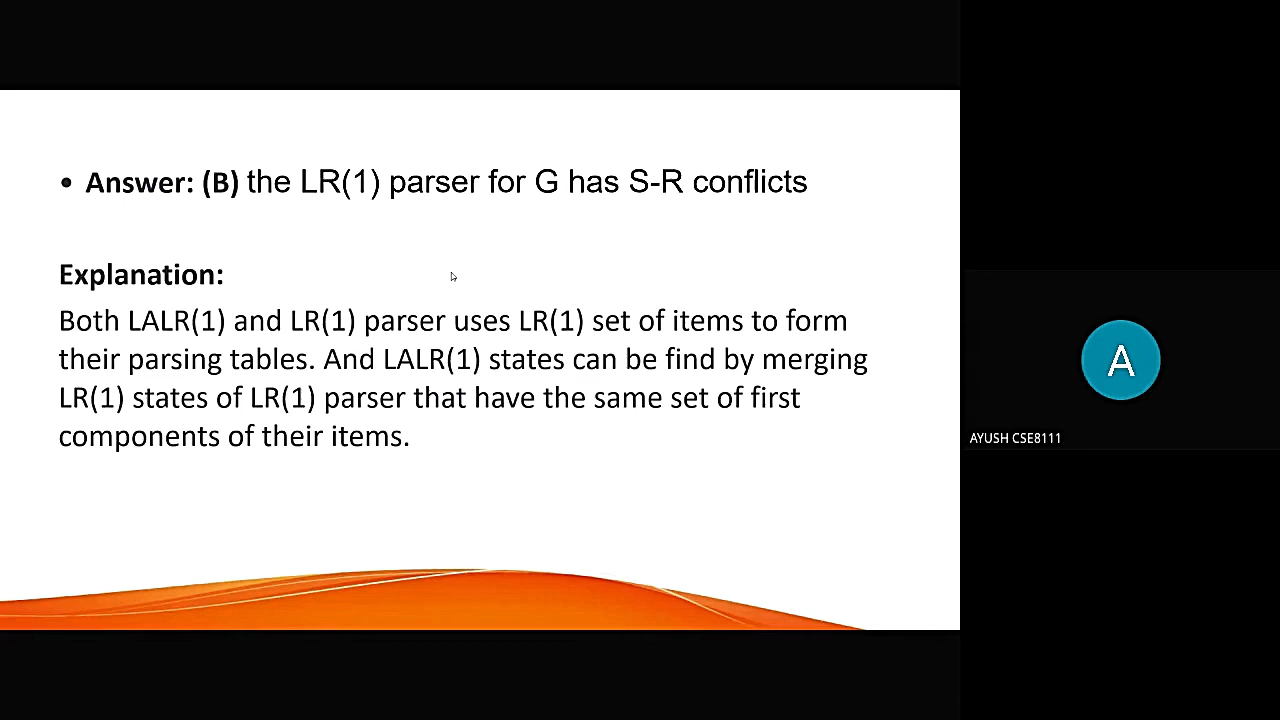 • Answer: (B) the LR(1) parser for G has S-R conflicts
Explanation:
Both LALR(1) and LR(1) parser uses LR(1) set of items to form
their parsing tables. And LALR(1) states can be find by merging
LR(1) states of LR(1) parser that have the same set of first
components of their items.
A
AYUSH CSE8111